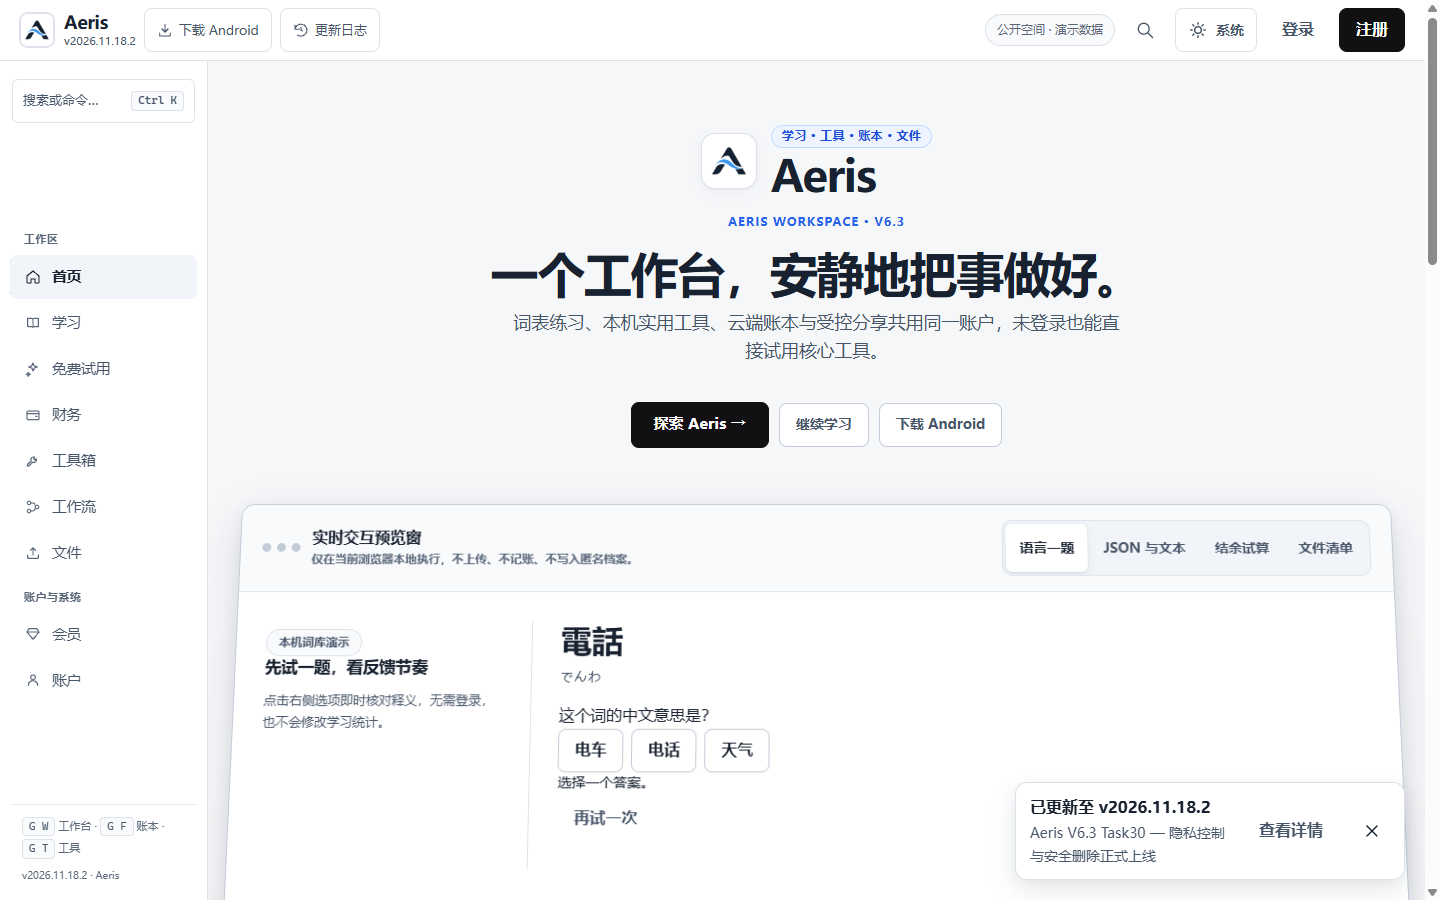 Aeris
v2026.11.18.2
下载 Android
更新日志
公开空间 · 演示数据
系统
登录
注册
搜索或命令...
Ctrl K
工作区
首页
学习
免费试用
财务
工具箱
工作流
文件
账户与系统
会员
账户
G W 工作台 · G F 账本 ·
G T 工具
v2026.11.18.2 · Aeris
学习 • 工具 • 账本 • 文件
Aeris
AERIS WORKSPACE • V6.3
一个工作台，安静地把事做好。
词表练习、本机实用工具、云端账本与受控分享共用同一账户，未登录也能直
接试用核心工具。
探索 Aeris →
继续学习
下载 Android
实时交互预览窗
仅在当前浏览器本地执行，不上传、不记账、不写入匿名档案。
语言一题
JSON 与文本
结余试算
文件清单
本机词库演示
先试一题，看反馈节奏
点击右侧选项即时核对释义，无需登录，
也不会修改学习统计。
電話
でんわ
这个词的中文意思是？
电车
电话
天气
选择一个答案。
再试一次
已更新至 v2026.11.18.2
Aeris V6.3 Task30 — 隐私控制
与安全删除正式上线
查看详情